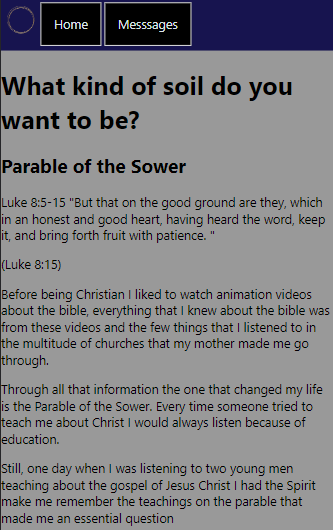 Home Messsages
What kind of soil do you
want to be?
Parable of the Sower
Luke 8:5-15 "But that on the good ground are they, which
in an honest and good heart, having heard the word, keep
it, and bring forth fruit with patience. "
(Luke 8:15)
Before being Christian I liked to watch animation videos
about the bible, everything that I knew about the bible was
from these videos and the few things that I listened to in
the multitude of churches that my mother made me go
through.
Through all that information the one that changed my life
is the Parable of the Sower. Every time someone tried to
teach me about Christ I would always listen because of
education.
Still, one day when I was listening to two young men
teaching about the gospel of Jesus Christ I had the Spirit
make me remember the teachings on the parable that
made me an essential question